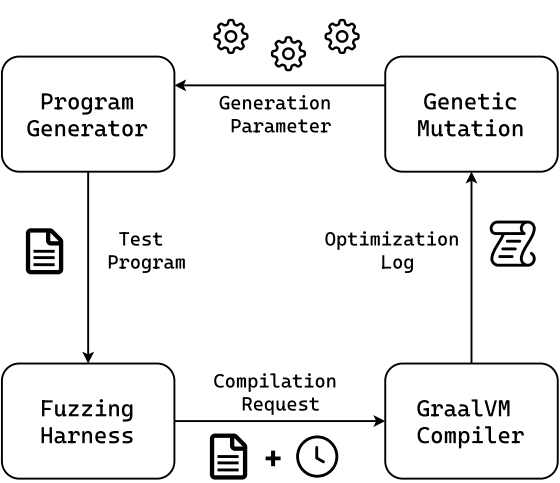 Program
Generator
Generation
Parameter
Genetic
Mutation
Test
Program
Optimization
Log
Fuzzing
Harness
Compilation
Request
+
GraalVM
Compiler